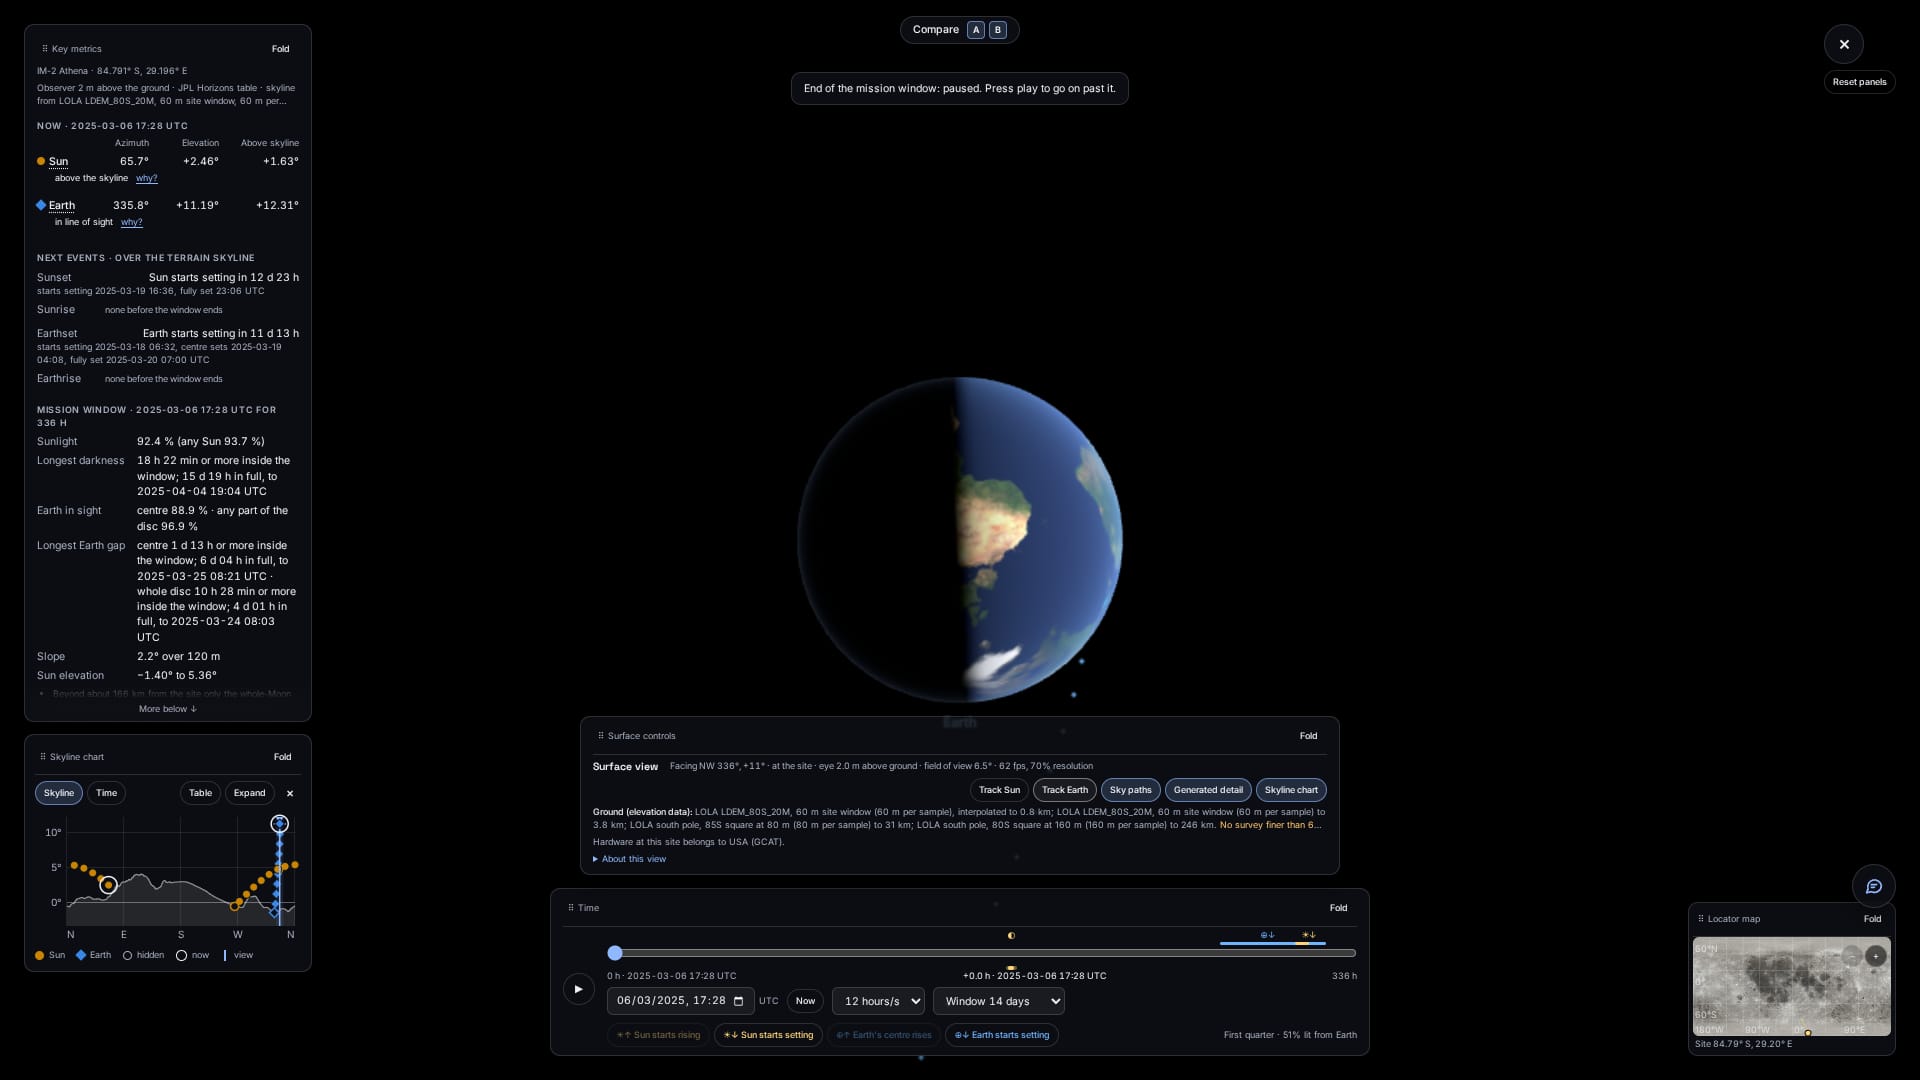 Compare A B
End of the mission window: paused. Press play to go on past it.
Reset panels
Key metrics Fold
IM-2 Athena · 84.791° S, 29.196° E
Observer 2 m above the ground · JPL Horizons table · skyline
from LOLA LDEM_80S_20M, 60 m site window, 60 m per...
NOW · 2025-03-06 17:28 UTC
Azimuth Elevation Above skyline
Sun 65.7° +2.46° +1.63°
above the skyline why?
Earth 335.8° +11.19° +12.31°
in line of sight why?
NEXT EVENTS · OVER THE TERRAIN SKYLINE
Sunset Sun starts setting in 12 d 23 h
starts setting 2025-03-19 16:36, fully set 23:06 UTC
Sunrise none before the window ends
Earthset Earth starts setting in 11 d 13 h
starts setting 2025-03-18 06:32, centre sets 2025-03-19
04:08, fully set 2025-03-20 07:00 UTC
Earthrise none before the window ends
MISSION WINDOW · 2025-03-06 17:28 UTC FOR
336 H
Sunlight 92.4 % (any Sun 93.7 %)
Longest darkness 18 h 22 min or more inside the
window; 15 d 19 h in full, to
2025-04-04 19:04 UTC
Earth in sight centre 88.9 % · any part of the
disc 96.9 %
Longest Earth gap centre 1 d 13 h or more inside
the window; 6 d 04 h in full, to
2025-03-25 08:21 UTC ·
whole disc 10 h 28 min or more
inside the window; 4 d 01 h in
full, to 2025-03-24 08:03
UTC
Slope 2.2° over 120 m
Sun elevation −1.40° to 5.36°
• Beyond about 166 km from the site only the whole-Moon
More below ↓
Skyline chart Fold
Skyline Time Table Expand ×
10°
5°
0°
N E S W N
Sun Earth hidden now view
Earth
Surface controls Fold
Surface view Facing NW 336°, +11° · at the site · eye 2.0 m above ground · field of view 6.5° · 62 fps, 70% resolution
Track Sun Track Earth Sky paths Generated detail Skyline chart
Ground (elevation data): LOLA LDEM_80S_20M, 60 m site window (60 m per sample), interpolated to 0.8 km; LOLA LDEM_80S_20M, 60 m site window (60 m per sample) to
3.8 km; LOLA south pole, 85S square at 80 m (80 m per sample) to 31 km; LOLA south pole, 80S square at 160 m (160 m per sample) to 246 km. No survey finer than 6...
Hardware at this site belongs to USA (GCAT).
▶ About this view
Time Fold
0 h · 2025-03-06 17:28 UTC +0.0 h · 2025-03-06 17:28 UTC 336 h
06/03/2025, 17:28 UTC Now 12 hours/s Window 14 days
☀↑ Sun starts rising ☀↓ Sun starts setting ⊕↑ Earth's centre rises ⊕↓ Earth starts setting First quarter · 51% lit from Earth
Locator map Fold
60°N
0°
60°S
180°W 90°W 0° 90°E
Site 84.79° S, 29.20° E